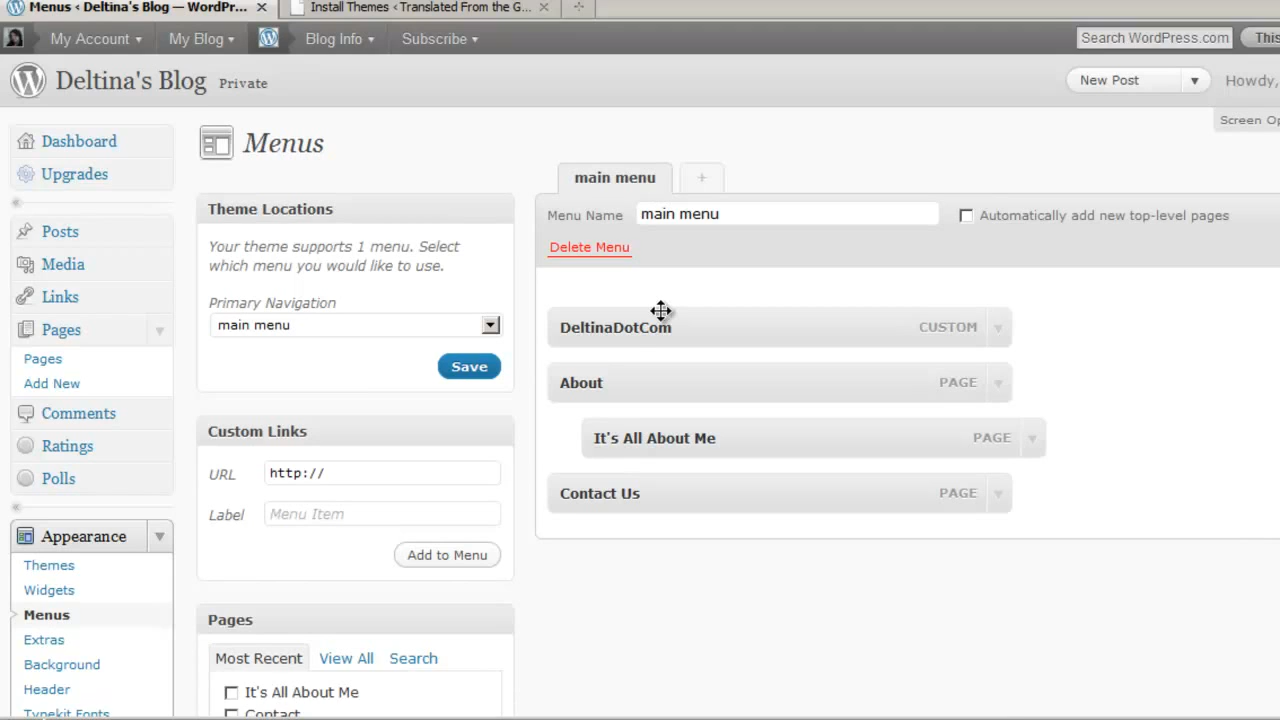 Menus ‹ Deltina's Blog — WordPr...
Install Themes ‹ Translated From the G...
My Account
My Blog
Blog Info
Subscribe
Search WordPress.com
This
Deltina's Blog
Private
New Post
Howdy,
Screen Op
Dashboard
Upgrades
Posts
Media
Links
Pages
Pages
Add New
Comments
Ratings
Polls
Appearance
Themes
Widgets
Menus
Extras
Background
Header
Typekit Fonts
Menus
Theme Locations
Your theme supports 1 menu. Select
which menu you would like to use.
Primary Navigation
main menu
Save
Custom Links
URL
http://
Label
Menu Item
Add to Menu
Pages
Most Recent
View All
Search
It's All About Me
Contact
main menu
+
Menu Name
main menu
Automatically add new top-level pages
Delete Menu
DeltinaDotCom
CUSTOM
About
PAGE
It's All About Me
PAGE
Contact Us
PAGE